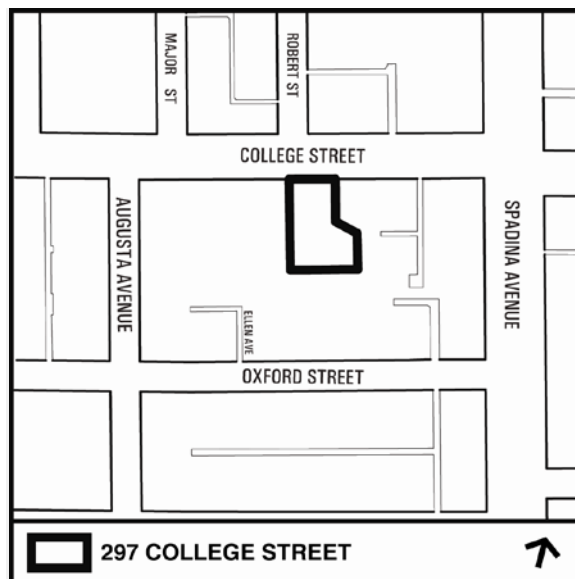 MAJOR ST
ROBERT ST
COLLEGE STREET
AUGUSTA AVENUE
SPADINA AVENUE
ELLEN AVE
OXFORD STREET
297 COLLEGE STREET